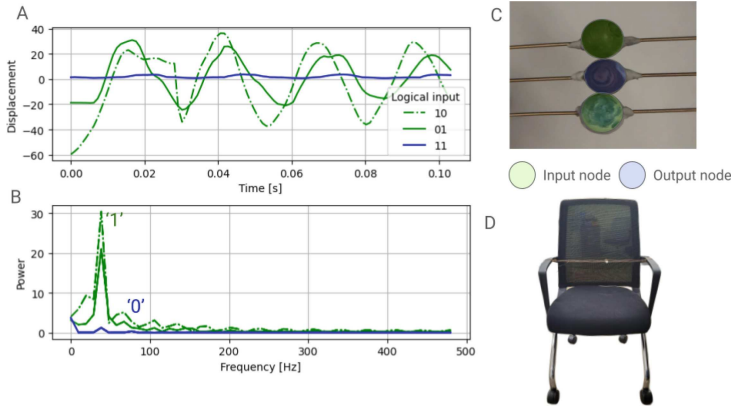 A
40
20
0
−20
−40
−60
Displacement
Logical input
10
01
11
0.00 0.02 0.04 0.06 0.08 0.10
Time [s]
B
30
20
10
0
Power
'1'
'0'
0 100 200 300 400 500
Frequency [Hz]
C
Input node Output node
D